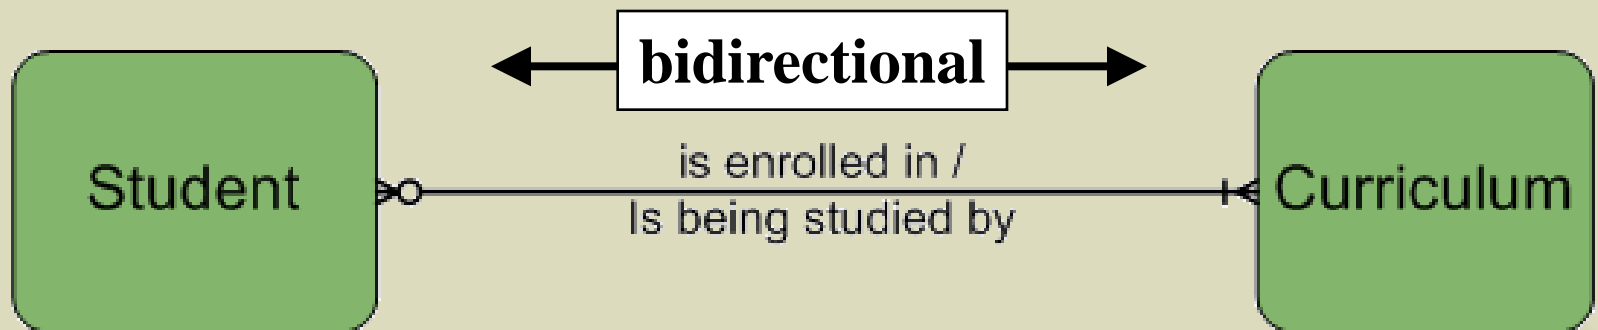 bidirectional
is enrolled in /
Student
Curriculum
Is being studied by